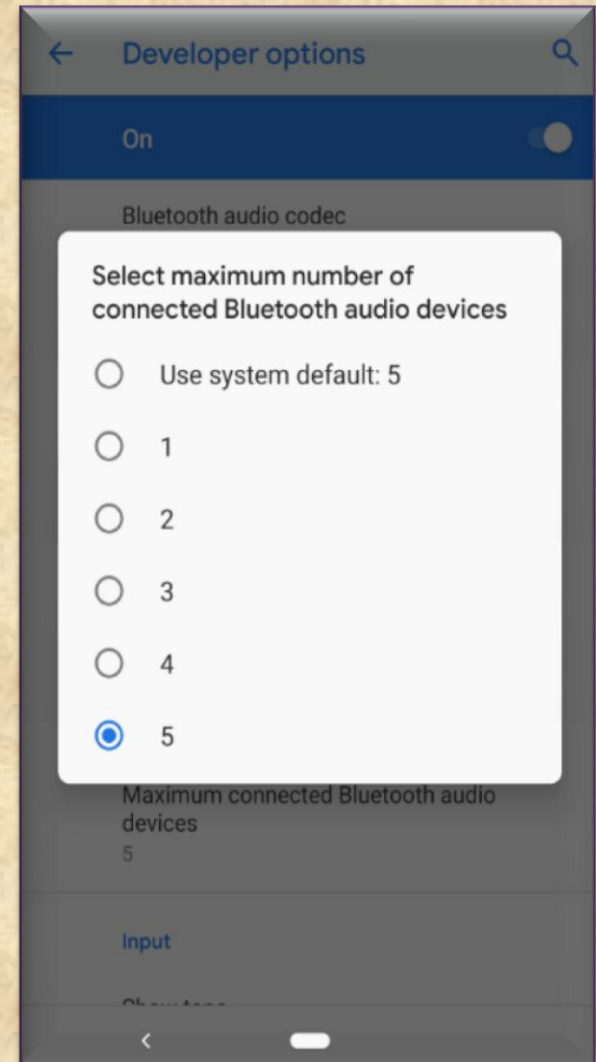 Developer options
On
Bluetooth audio codec
Select maximum number of
connected Bluetooth audio devices
Use system default: 5
1
2
3
4
5
Maximum connected Bluetooth audio
devices
5
Input